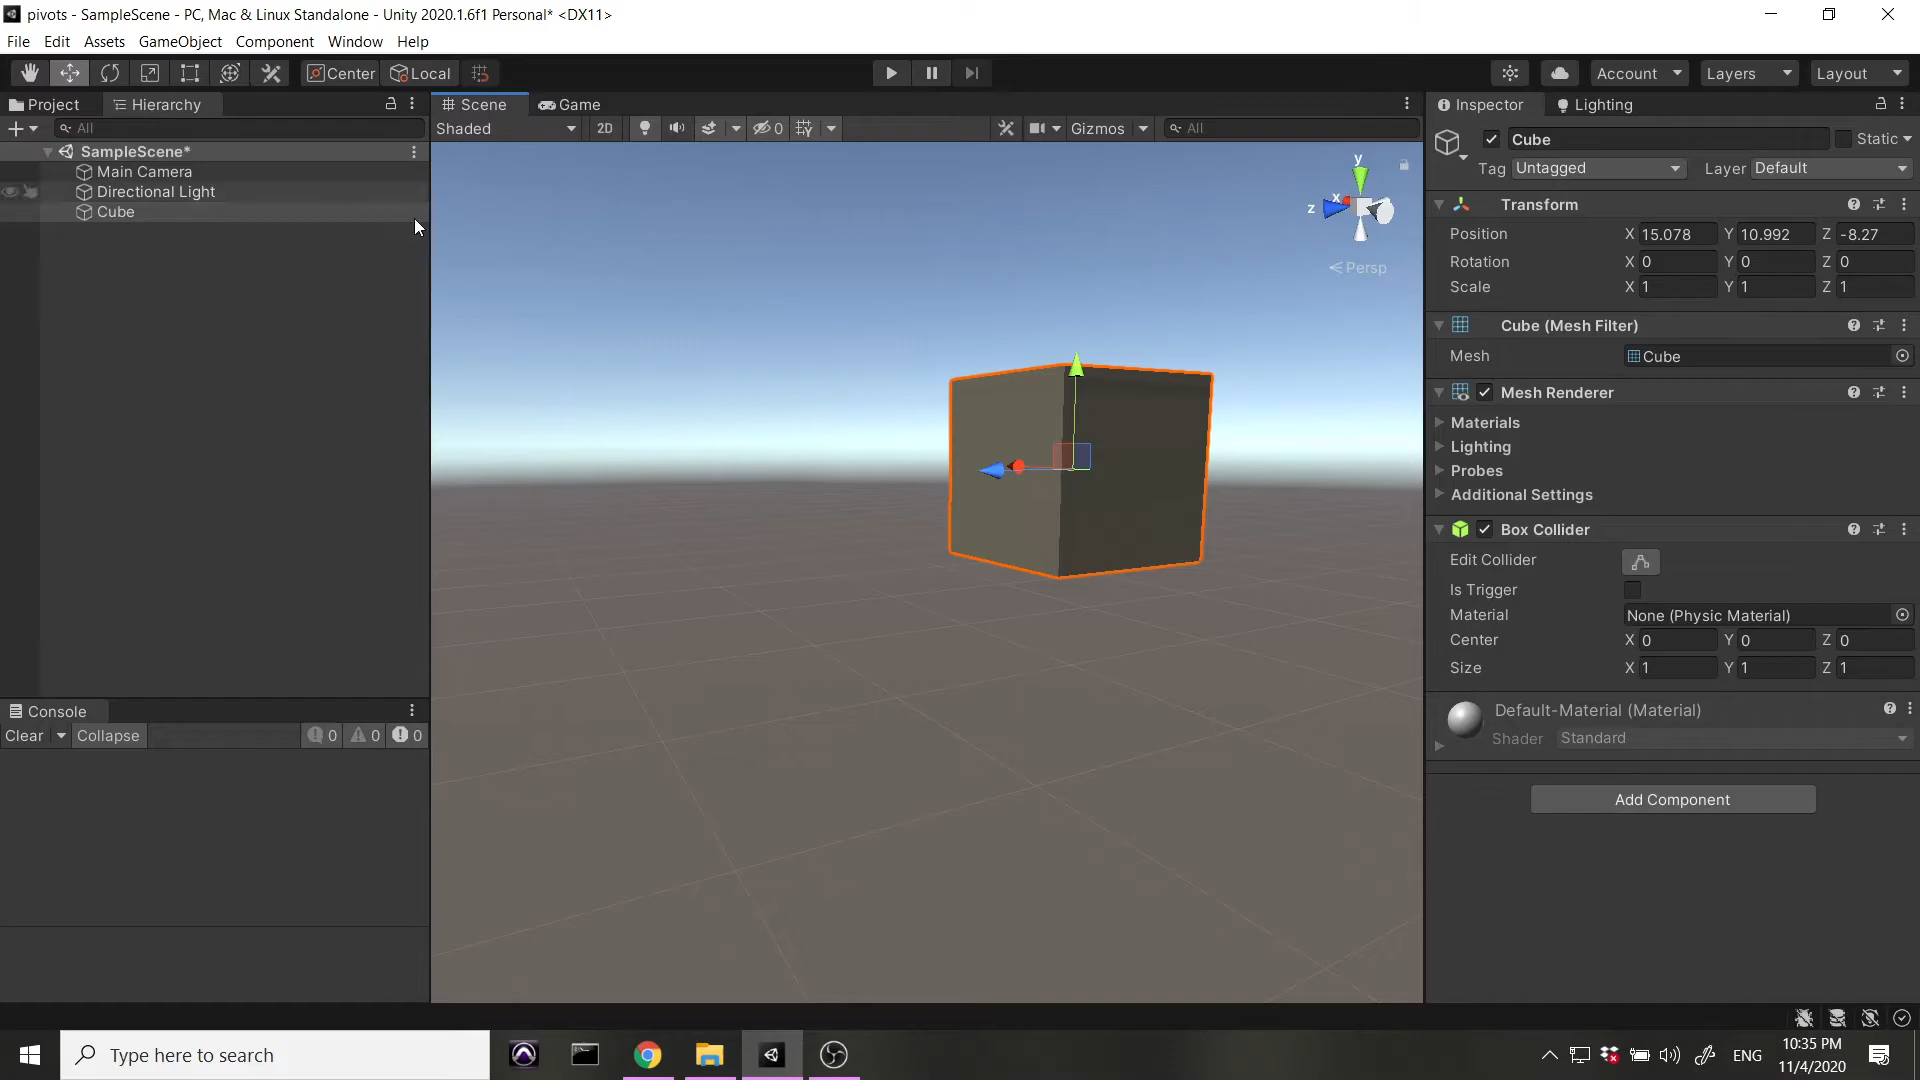 pivots - SampleScene - PC, Mac & Linux Standalone - Unity 2020.1.6f1 Personal* <DX11>
File Edit Assets GameObject Component Window Help
Center Local Account Layers Layout
Project Hierarchy Scene Game Inspector Lighting
All Shaded 2D 0 Gizmos All
SampleScene*
Main Camera
Directional Light
Cube
y
x
z
Persp
Cube Static
Tag Untagged Layer Default
Transform
Position X 15.078 Y 10.992 Z -8.27
Rotation X 0 Y 0 Z 0
Scale X 1 Y 1 Z 1
Cube (Mesh Filter)
Mesh Cube
Mesh Renderer
Materials
Lighting
Probes
Additional Settings
Box Collider
Edit Collider
Is Trigger
Material None (Physic Material)
Center X 0 Y 0 Z 0
Size X 1 Y 1 Z 1
Default-Material (Material)
Shader Standard
Add Component
Console
Clear Collapse 0 0 0
Type here to search
ENG
10:35 PM
11/4/2020